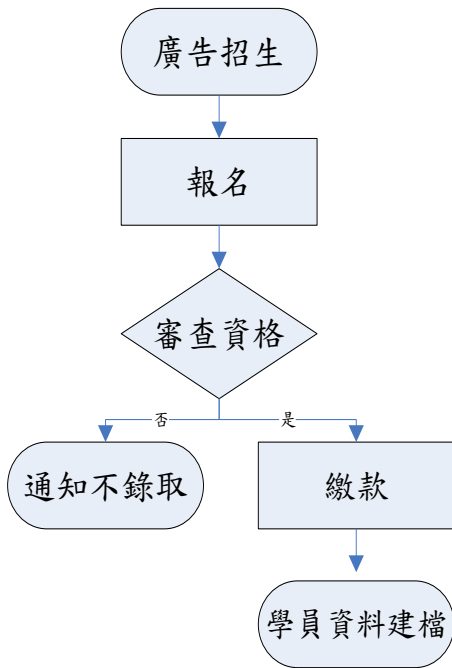 廣告招生
報名
審查資格
否
是
通知不錄取
繳款
學員資料建檔